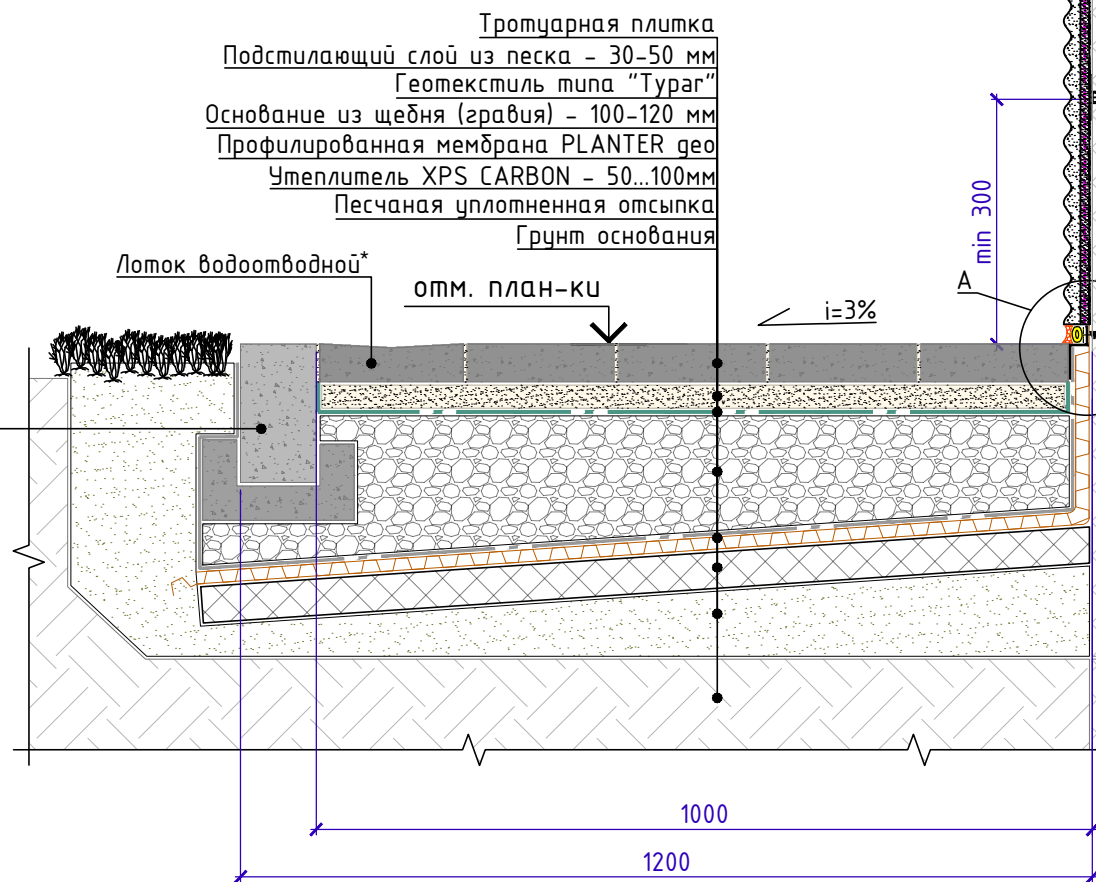 Тротуарная плитка
Подстилающий слой из песка – 30-50 мм
Геотекстиль типа "Typar"
Основание из щебня (гравия) – 100-120 мм
Профилированная мембрана PLANTER geo
Утеплитель XPS CARBON – 50...100мм
Песчаная уплотненная отсыпка
Грунт основания
Лоток водоотводной*
отм. план-ки
i=3%
min 300
А
1000
1200